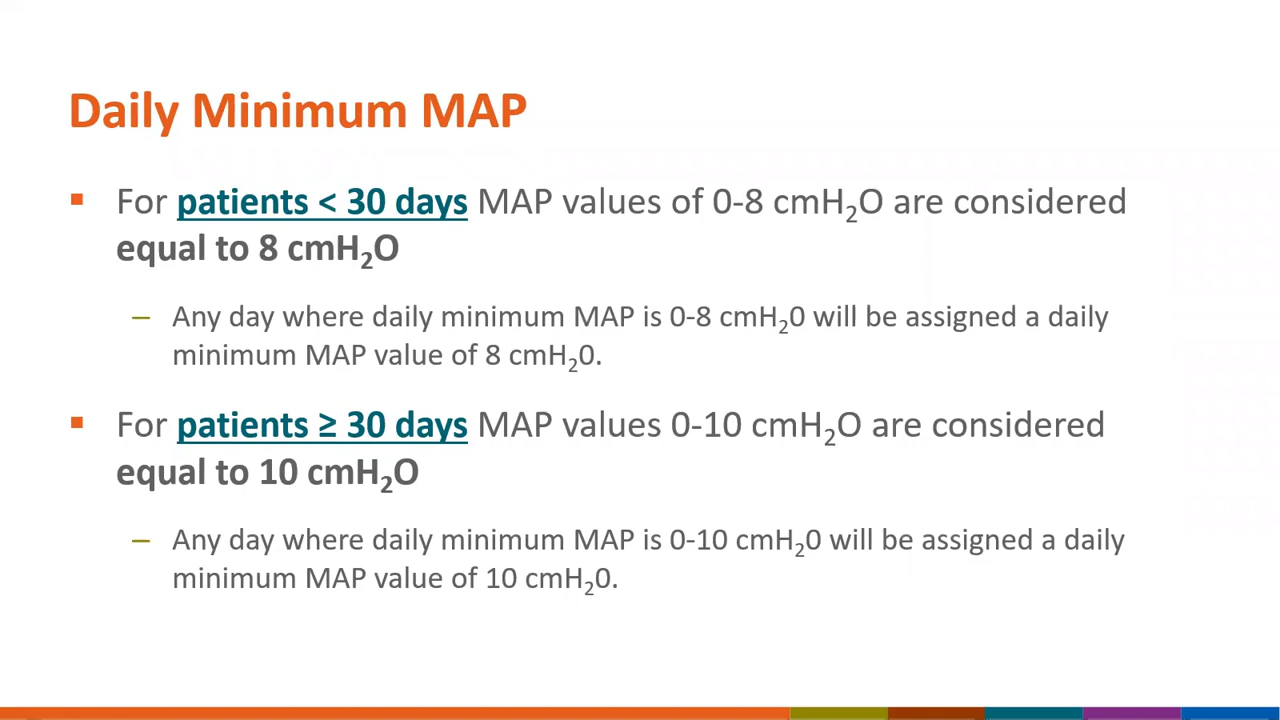 Daily Minimum MAP
▪ For patients < 30 days MAP values of 0-8 cmH₂O are considered
equal to 8 cmH₂O
– Any day where daily minimum MAP is 0-8 cmH₂0 will be assigned a daily
minimum MAP value of 8 cmH₂0.
▪ For patients ≥ 30 days MAP values 0-10 cmH₂O are considered
equal to 10 cmH₂O
– Any day where daily minimum MAP is 0-10 cmH₂0 will be assigned a daily
minimum MAP value of 10 cmH₂0.